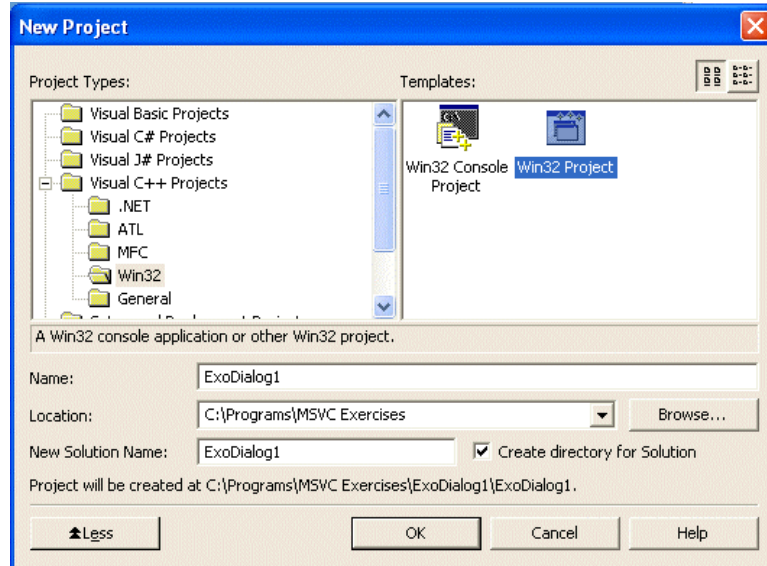 New Project
Project Types:
Templates:
Visual Basic Projects
Visual C# Projects
Visual J# Projects
Visual C++ Projects
.NET
ATL
MFC
Win32
General
Win32 Console Project
Win32 Project
A Win32 console application or other Win32 project.
Name:
ExoDialog1
Location:
C:\Programs\MSVC Exercises
Browse...
New Solution Name:
ExoDialog1
Create directory for Solution
Project will be created at C:\Programs\MSVC Exercises\ExoDialog1\ExoDialog1.
Less
OK
Cancel
Help